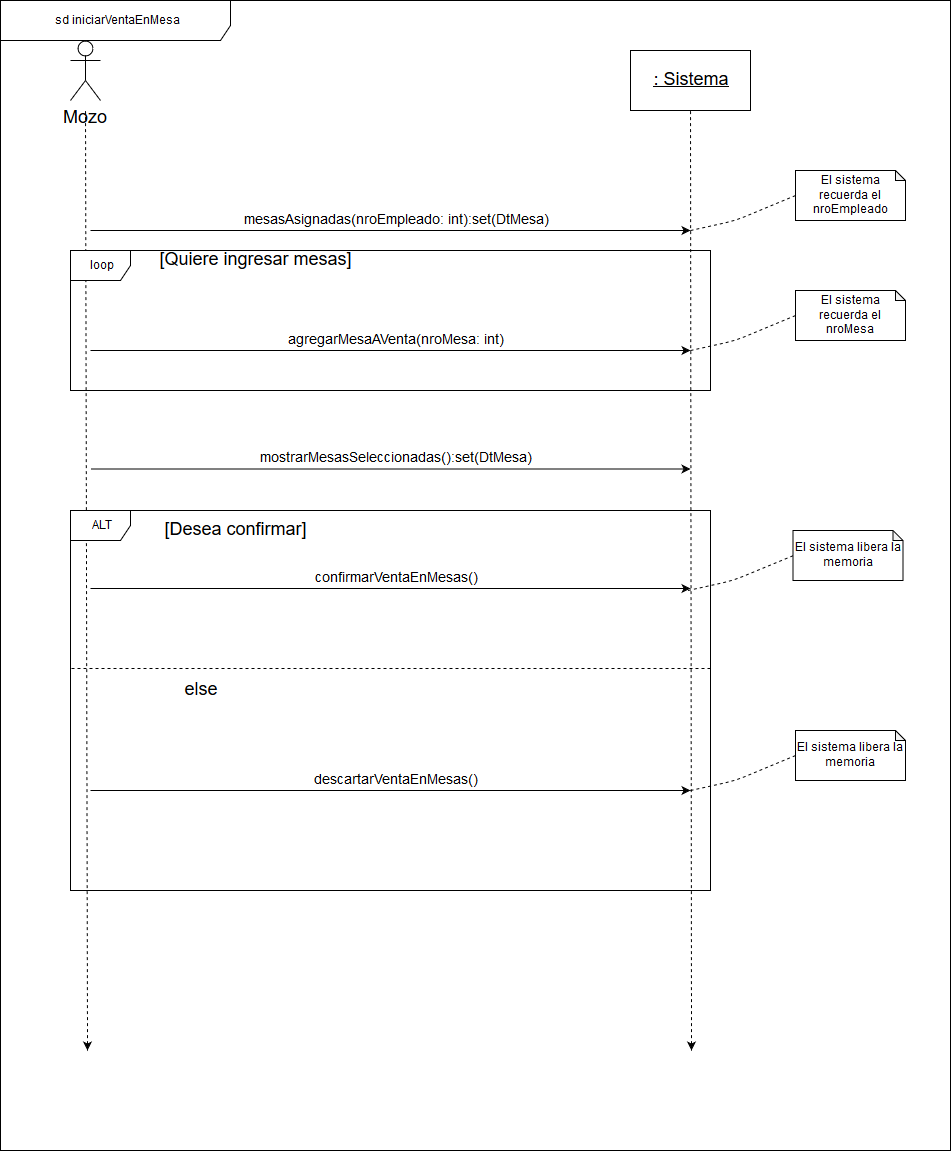 sd iniciarVentaEnMesa
Mozo
: Sistema
El sistema
recuerda el
nroEmpleado
mesasAsignadas(nroEmpleado: int):set(DtMesa)
loop
[Quiere ingresar mesas]
El sistema
recuerda el
nroMesa
agregarMesaAVenta(nroMesa: int)
mostrarMesasSeleccionadas():set(DtMesa)
ALT
[Desea confirmar]
El sistema libera la
memoria
confirmarVentaEnMesas()
else
El sistema libera la
memoria
descartarVentaEnMesas()